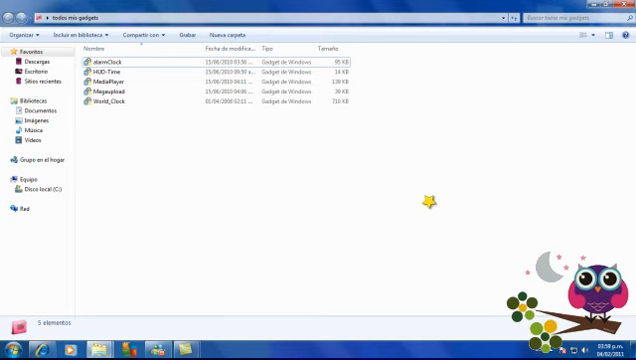 todos mis gadgets
Buscar todos mis gadgets
Organizar
Incluir en biblioteca
Compartir con
Grabar
Nueva carpeta
Nombre
Fecha de modifica...
Tipo
Tamaño
Favoritos
Descargas
Escritorio
Sitios recientes
Bibliotecas
Documentos
Imágenes
Música
Vídeos
Grupo en el hogar
Equipo
Disco local (C:)
Red
alarmClock 15/06/2010 03:56 ... Gadget de Windows 95 KB
HUD-Time 15/06/2010 09:50 a... Gadget de Windows 14 KB
MediaPlayer 15/06/2010 04:11 ... Gadget de Windows 139 KB
Megaupload 15/06/2010 04:06 ... Gadget de Windows 39 KB
World_Clock 01/04/2008 02:11 ... Gadget de Windows 710 KB
5 elementos
03:59 p.m.
04/02/2011